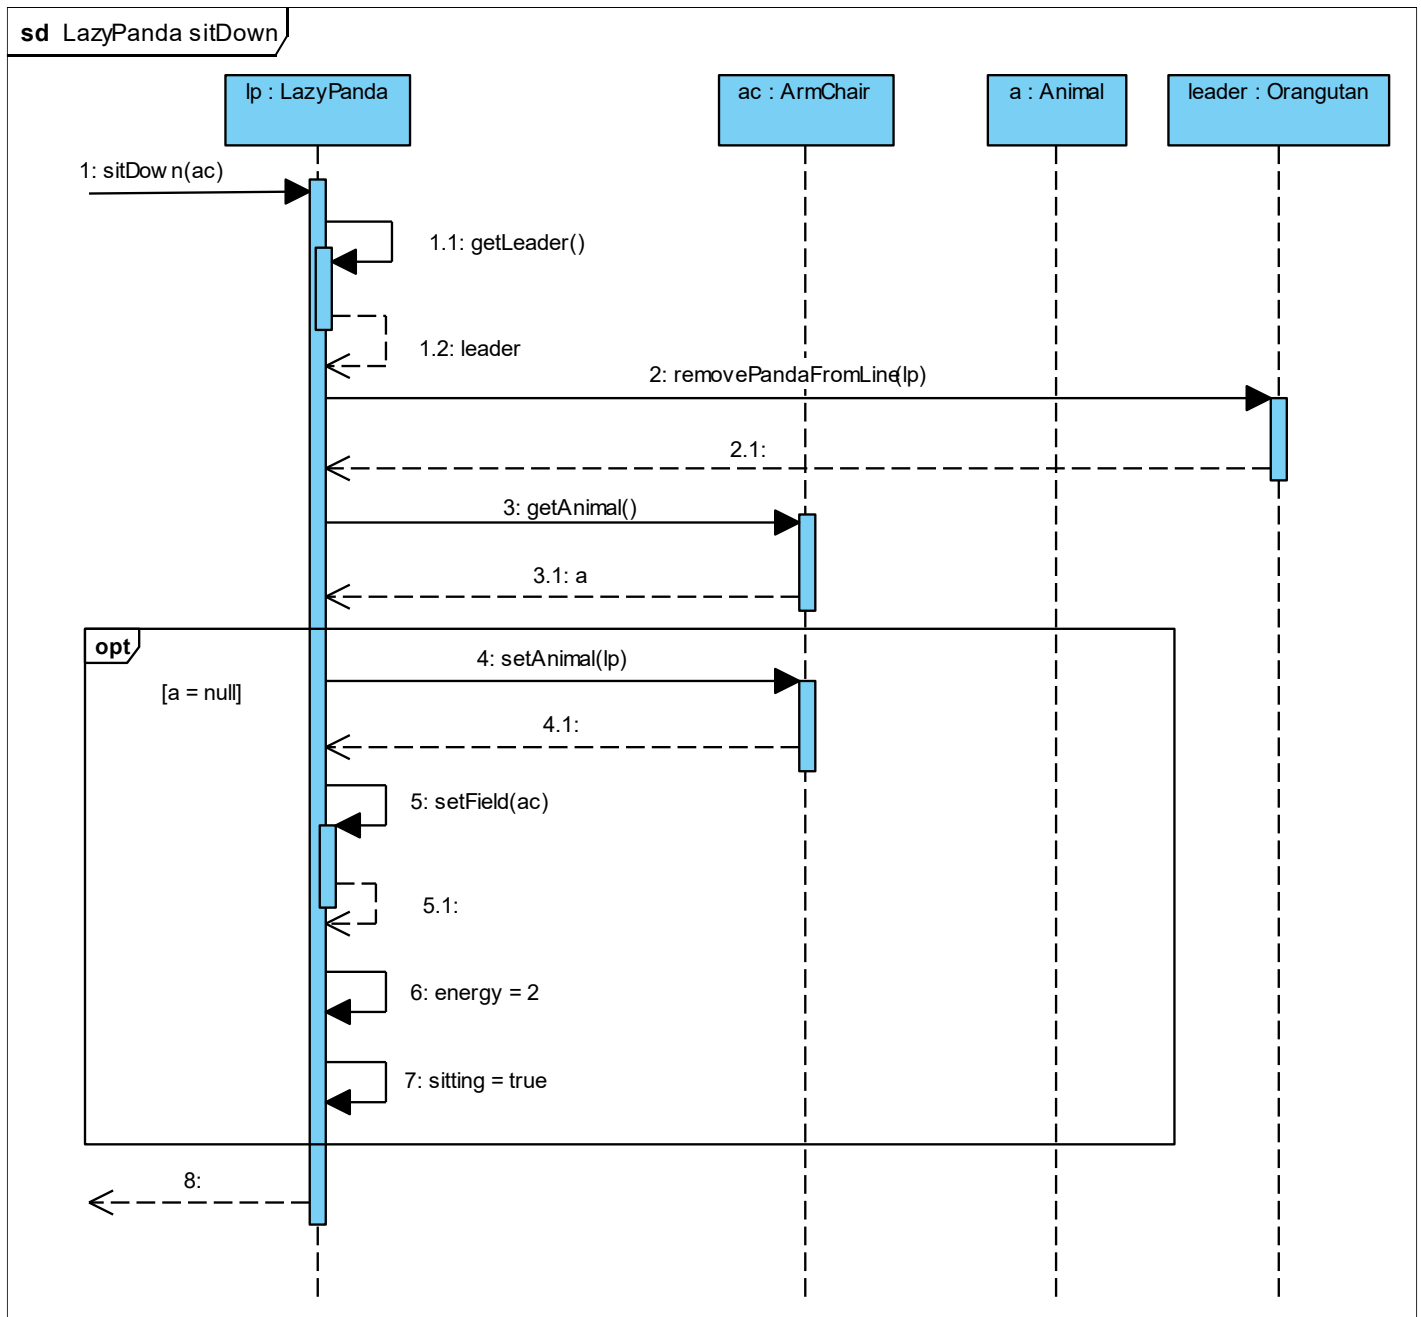 sd LazyPanda sitDown
lp : LazyPanda
ac : ArmChair
a : Animal
leader : Orangutan
1: sitDown(ac)
1.1: getLeader()
1.2: leader
2: removePandaFromLine(lp)
2.1:
3: getAnimal()
3.1: a
opt
4: setAnimal(lp)
[a = null]
4.1:
5: setField(ac)
5.1:
6: energy = 2
7: sitting = true
8: